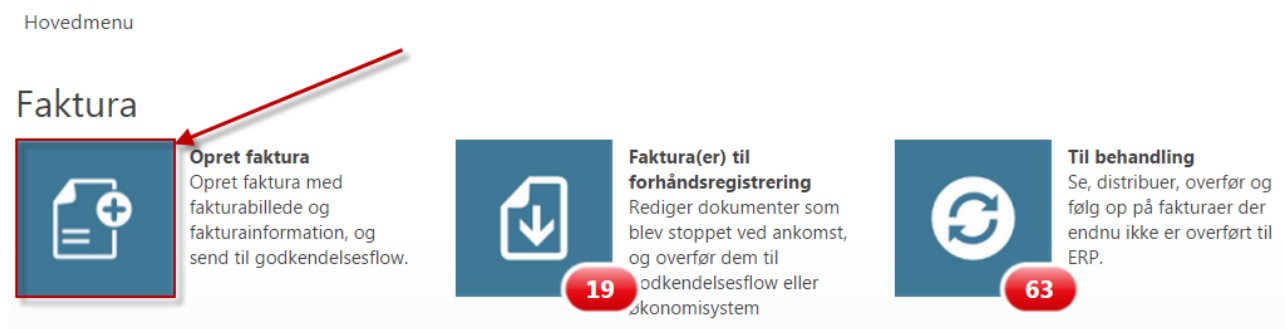 Hovedmenu
Faktura
Opret faktura
Opret faktura med
fakturabillede og
fakturainformation, og
send til godkendelsesflow.
Faktura(er) til
forhåndsregistrering
Rediger dokumenter som
blev stoppet ved ankomst,
og overfør dem til
godkendelsesflow eller
økonomisystem
19
Til behandling
Se, distribuer, overfør og
følg op på fakturaer der
endnu ikke er overført til
ERP.
63